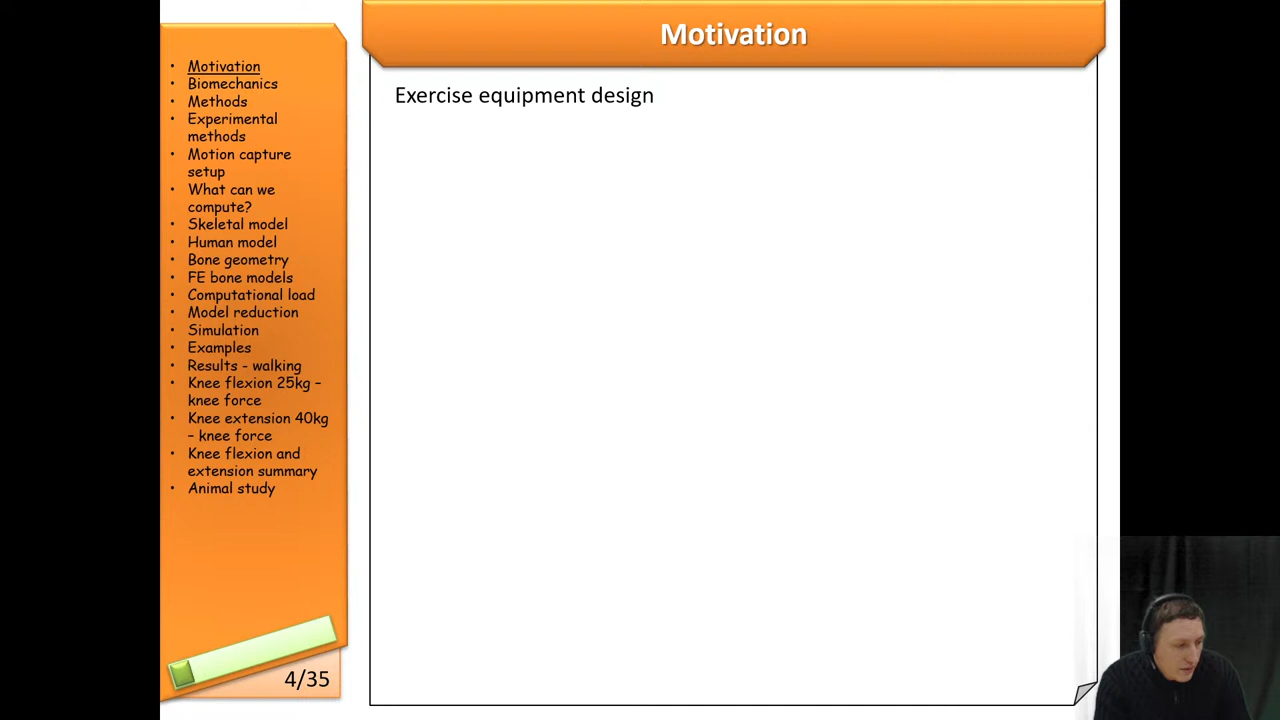 Motivation
Exercise equipment design
• Motivation
• Biomechanics
• Methods
• Experimental
methods
• Motion capture
setup
• What can we
compute?
• Skeletal model
• Human model
• Bone geometry
• FE bone models
• Computational load
• Model reduction
• Simulation
• Examples
• Results - walking
• Knee flexion 25kg –
knee force
• Knee extension 40kg
– knee force
• Knee flexion and
extension summary
• Animal study
4/35